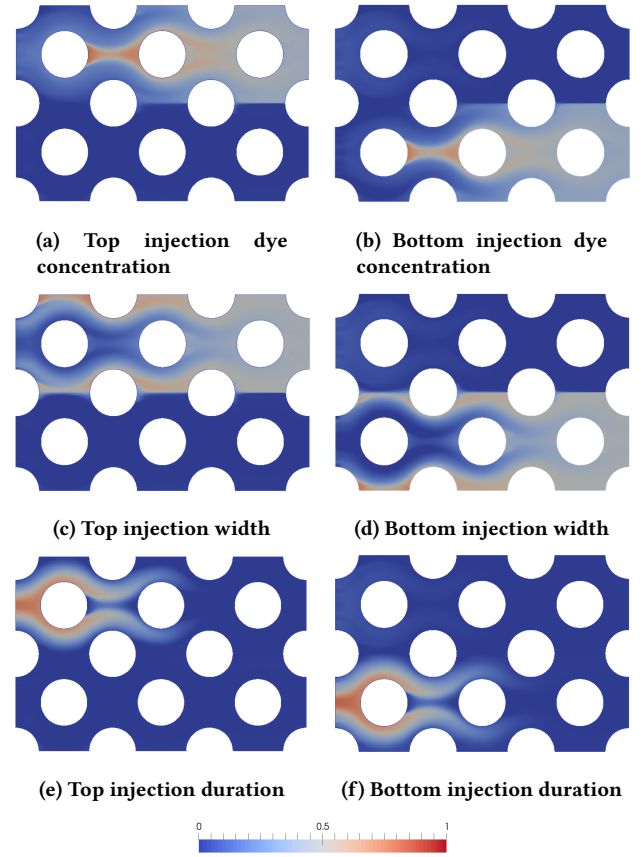 (a) Top injection dye
concentration
(b) Bottom injection dye
concentration
(c) Top injection width
(d) Bottom injection width
(e) Top injection duration
(f) Bottom injection duration
0
0.5
1